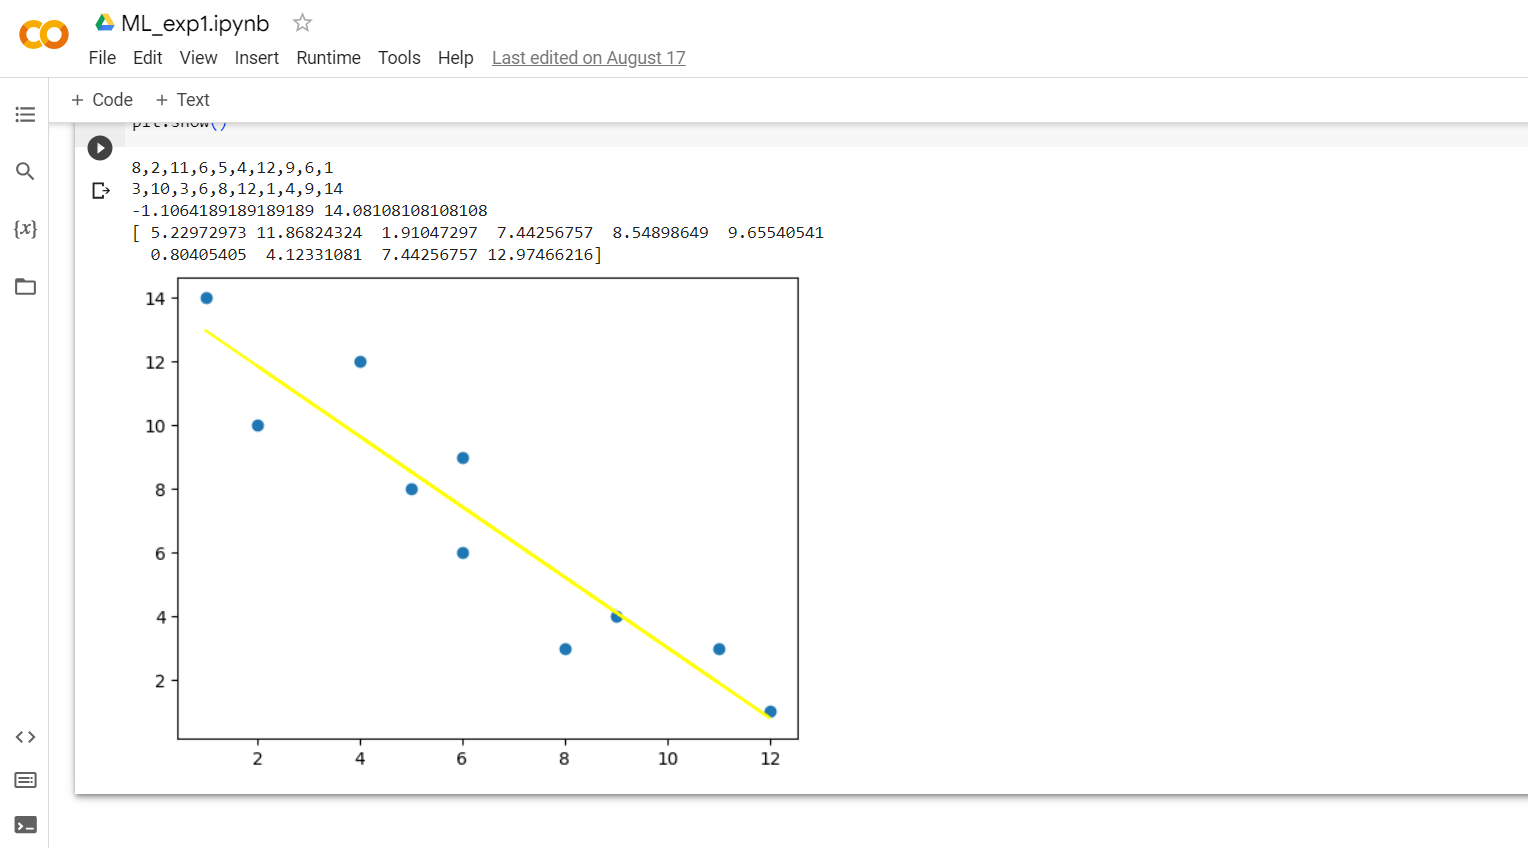 ML_exp1.ipynb
File Edit View Insert Runtime Tools Help Last edited on August 17
+ Code + Text
plt.show()
8,2,11,6,5,4,12,9,6,1
3,10,3,6,8,12,1,4,9,14
-1.1064189189189189 14.08108108108108
[ 5.22972973 11.86824324 1.91047297 7.44256757 8.54898649 9.65540541
0.80405405 4.12331081 7.44256757 12.97466216]
14
12
10
8
6
4
2
2 4 6 8 10 12
{x}